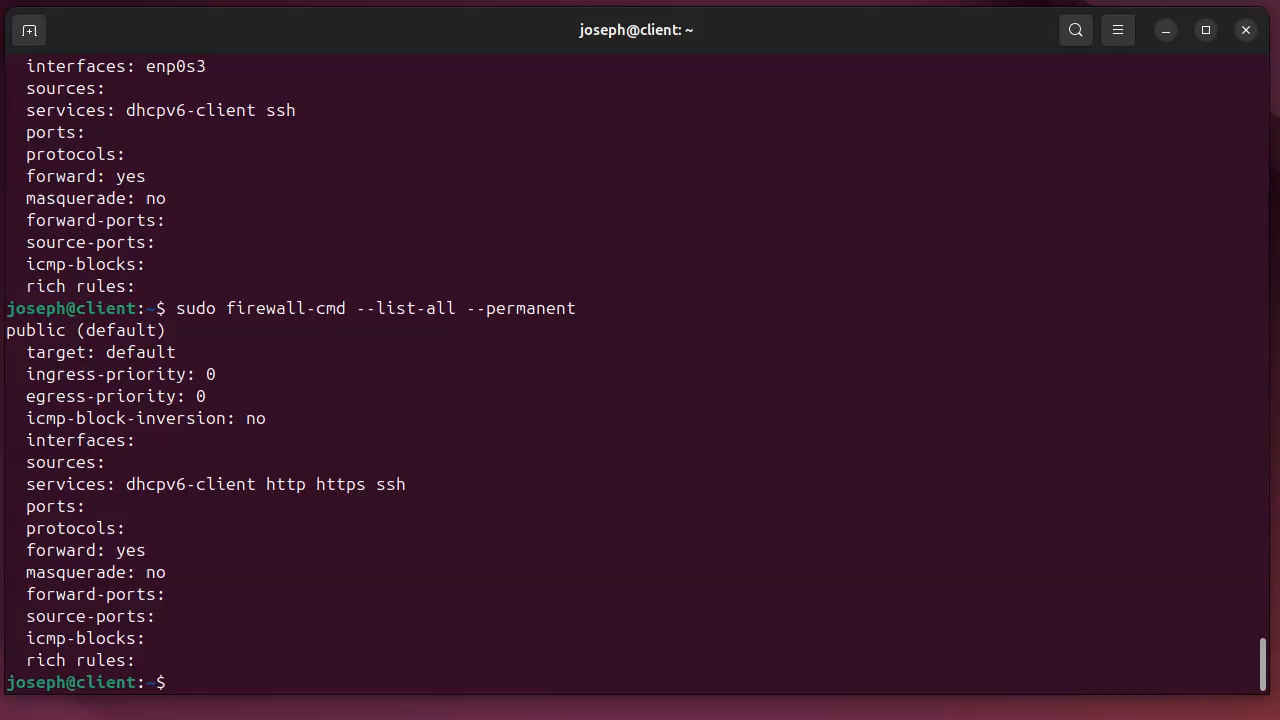 joseph@client: ~
interfaces: enp0s3
sources:
services: dhcpv6-client ssh
ports:
protocols:
forward: yes
masquerade: no
forward-ports:
source-ports:
icmp-blocks:
rich rules:
joseph@client:~$ sudo firewall-cmd --list-all --permanent
public (default)
target: default
ingress-priority: 0
egress-priority: 0
icmp-block-inversion: no
interfaces:
sources:
services: dhcpv6-client http https ssh
ports:
protocols:
forward: yes
masquerade: no
forward-ports:
source-ports:
icmp-blocks:
rich rules:
joseph@client:~$